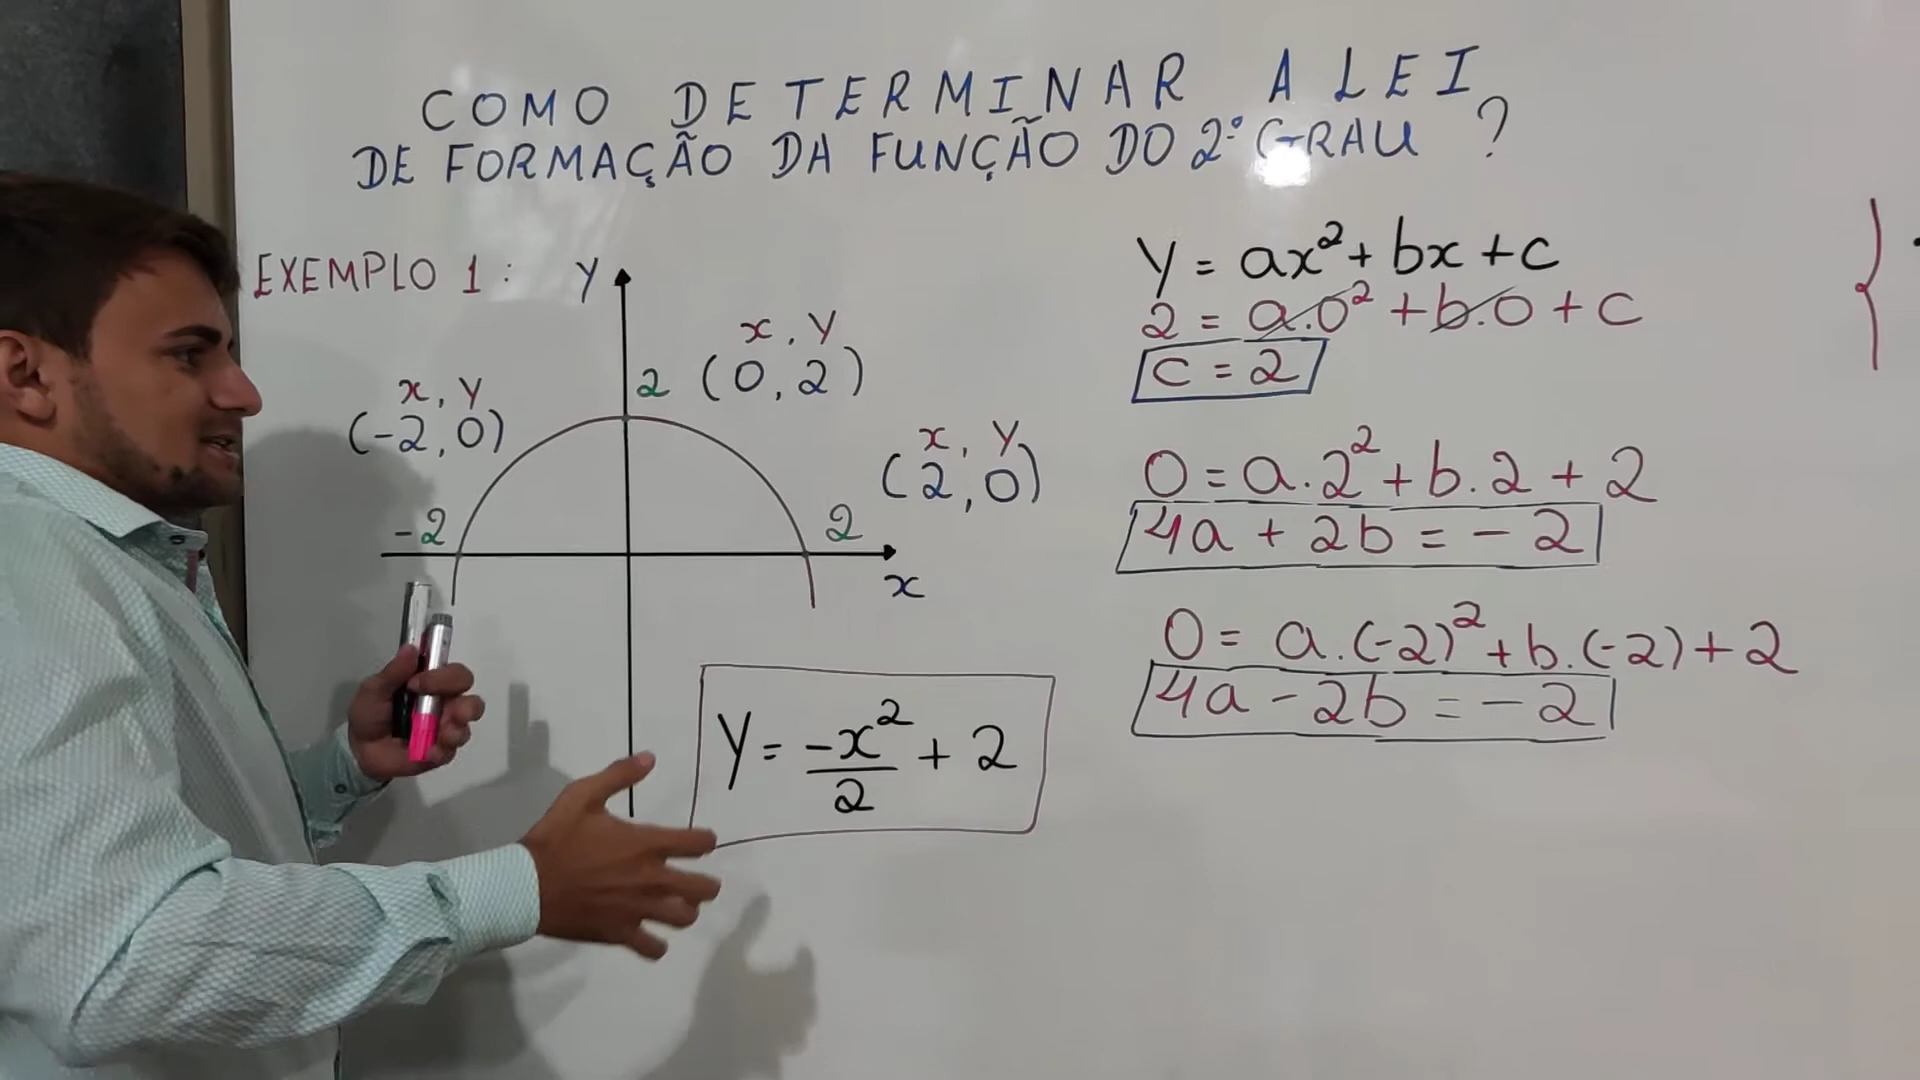 COMO DETERMINAR A LEI
DE FORMAÇÃO DA FUNÇÃO DO 2º GRAU ?
EXEMPLO 1 :
y
x , y
2 (0, 2)
x , y
(-2, 0)
x , y
(2, 0)
-2
2
x
y = -x²/2 + 2
y = ax² + bx + c
2 = a.0² + b.0 + c
c = 2
0 = a.2² + b.2 + 2
4a + 2b = -2
0 = a.(-2)² + b.(-2) + 2
4a - 2b = -2
{